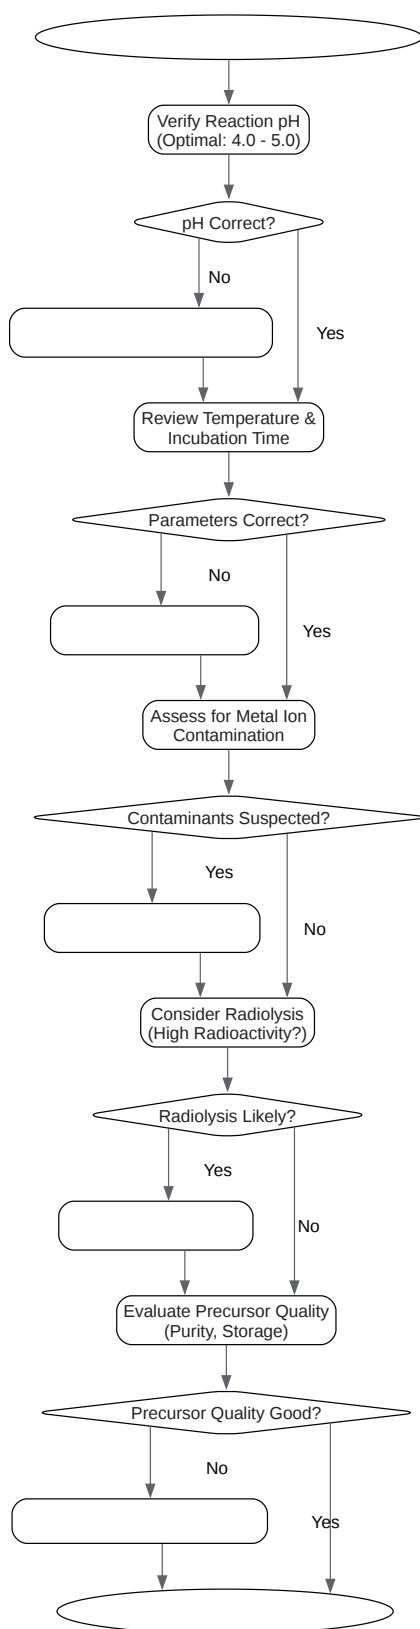 Verify Reaction pH
(Optimal: 4.0 - 5.0)
pH Correct?
No
Yes
Review Temperature &
Incubation Time
Parameters Correct?
No
Yes
Assess for Metal Ion
Contamination
Contaminants Suspected?
Yes
No
Consider Radiolysis
(High Radioactivity?)
Radiolysis Likely?
Yes
No
Evaluate Precursor Quality
(Purity, Storage)
Precursor Quality Good?
No
Yes